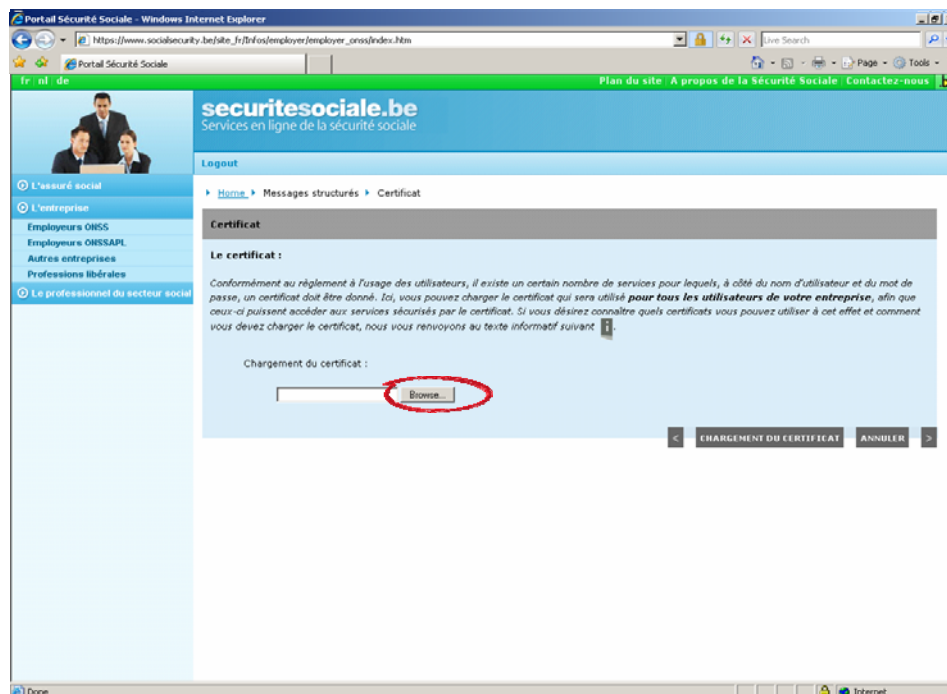 Portail Sécurité Sociale - Windows Internet Explorer
https://www.socialsecurity.be/site_fr/Infos/employer/employer_onss/index.htm
Live Search
Portail Sécurité Sociale
Page
Tools
fr nl de
Plan du site A propos de la Sécurité Sociale Contactez-nous
securitesociale.be
Services en ligne de la sécurité sociale
Logout
L'assuré social
L'entreprise
Employeurs ONSS
Employeurs ONSSAPL
Autres entreprises
Professions libérales
Le professionnel du secteur social
Home Messages structurés Certificat
Certificat
Le certificat :
Conformément au règlement à l'usage des utilisateurs, il existe un certain nombre de services pour lequels, à côté du nom d'utilisateur et du mot de
passe, un certificat doit être donné. Ici, vous pouvez charger le certificat qui sera utilisé pour tous les utilisateurs de votre entreprise, afin que
ceux-ci puissent accéder aux services sécurisés par le certificat. Si vous désirez connaître quels certificats vous pouvez utiliser à cet effet et comment
vous devez charger le certificat, nous vous renvoyons au texte informatif suivant i .
Chargement du certificat :
Browse...
< CHARGEMENT DU CERTIFICAT ANNULER >
Done
Internet